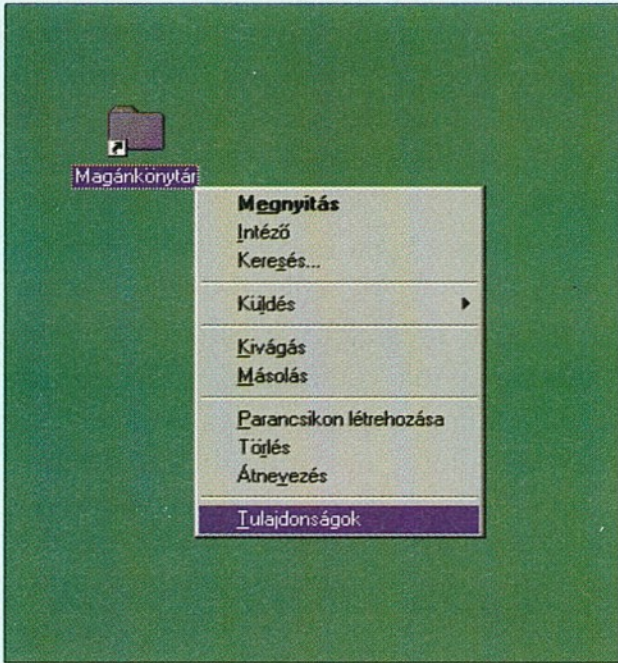 Magánkönytár
Megnyitás
Intéző
Keresés...
Küldés
Kivágás
Másolás
Parancsikon létrehozása
Törlés
Átnevezés
Tulajdonságok